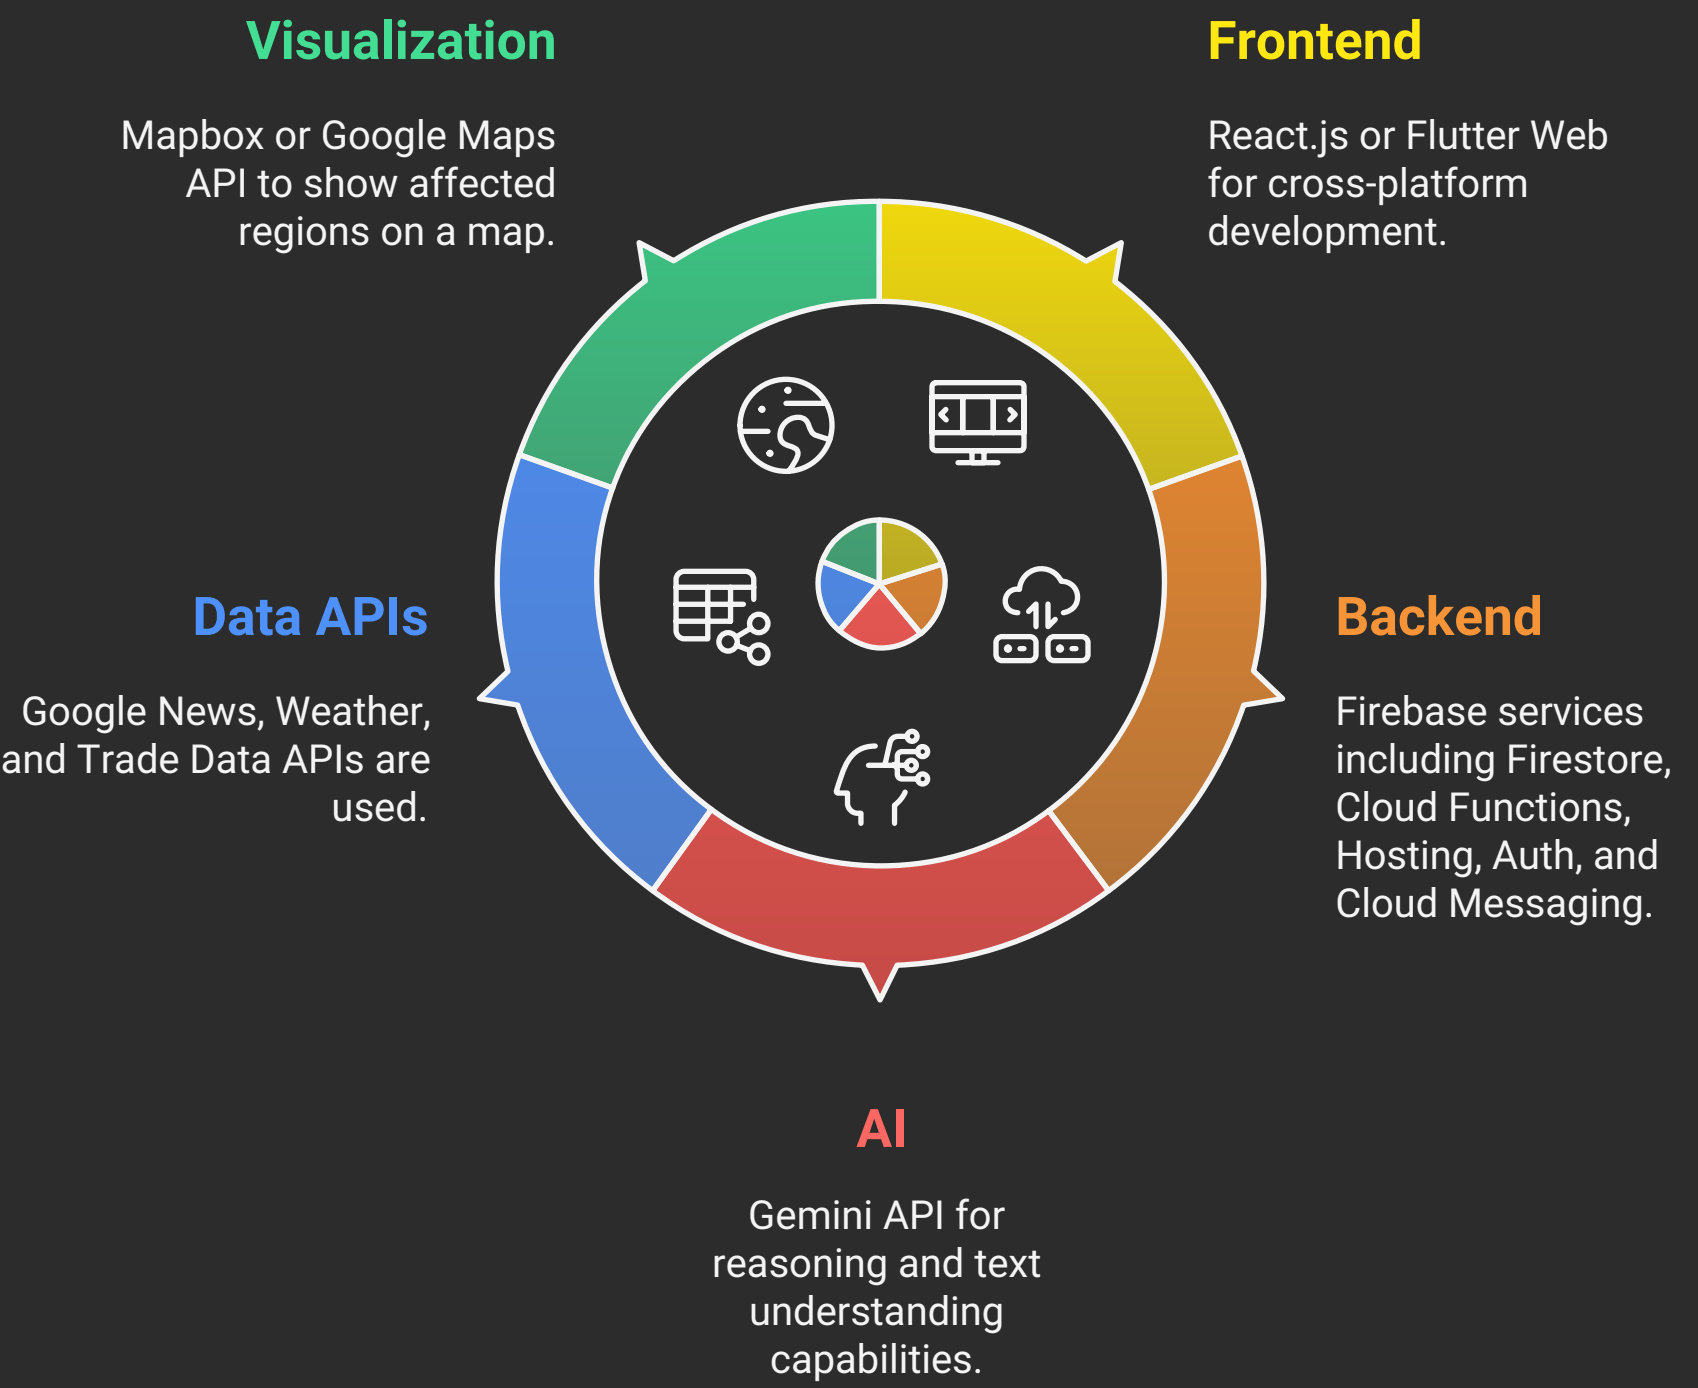 Visualization
Mapbox or Google Maps
API to show affected
regions on a map.
Frontend
React.js or Flutter Web
for cross-platform
development.
Data APIs
Google News, Weather,
and Trade Data APIs are
used.
Backend
Firebase services
including Firestore,
Cloud Functions,
Hosting, Auth, and
Cloud Messaging.
AI
Gemini API for
reasoning and text
understanding
capabilities.